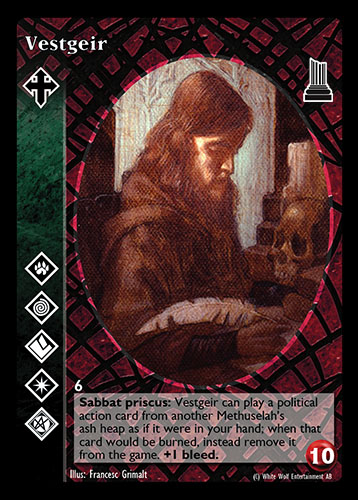 Vestgeir
6
Sabbat priscus: Vestgeir can play a political
action card from another Methuselah's
ash heap as if it were in your hand; when that
card would be burned, instead remove it
from the game. +1 bleed.
10
Illus: Francesc Grimalt
(C) White Wolf Entertainment AB